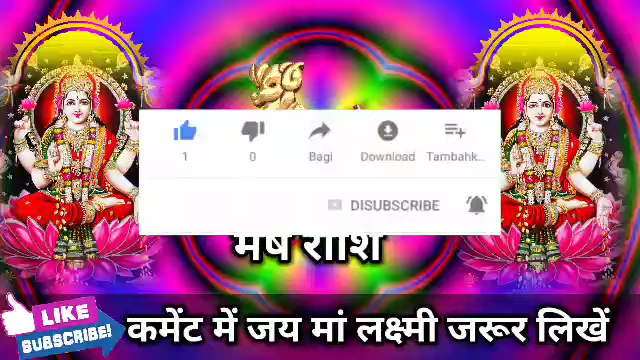 1 0 Bagi Download Tambahk...
DISUBSCRIBE
मेष राशि
LIKE
SUBSCRIBE!
कमेंट में जय मां लक्ष्मी जरूर लिखें